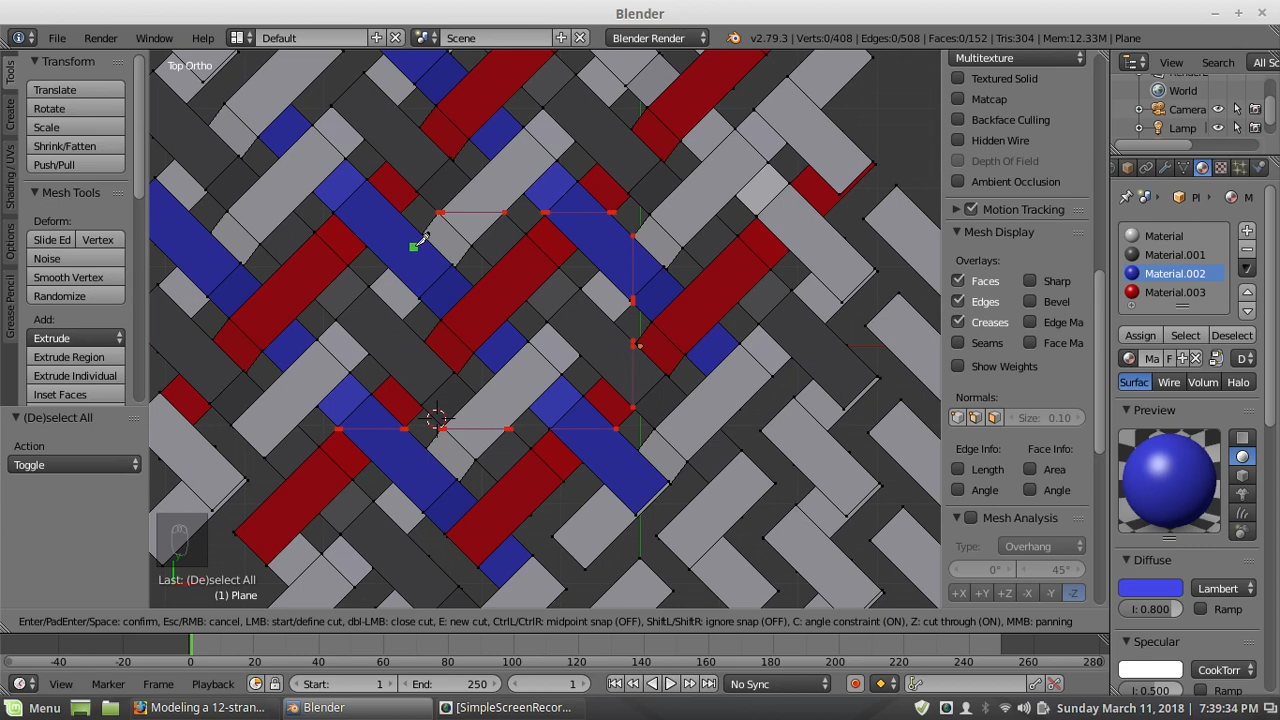 Blender
File Render Window Help Default Scene Blender Render v2.79.3 | Verts:0/408 | Edges:0/508 | Faces:0/152 | Tris:304 | Mem:12.33M | Plane
Tools
Create
Shading / UVs
Options
Grease Pencil
Transform
Translate
Rotate
Scale
Shrink/Fatten
Push/Pull
Mesh Tools
Deform:
Slide Ed Vertex
Noise
Smooth Vertex
Randomize
Add:
Extrude
Extrude Region
Extrude Individual
Inset Faces
(De)select All
Action
Toggle
Top Ortho
Last: (De)select All
(1) Plane
Multitexture
Textured Solid
Matcap
Backface Culling
Hidden Wire
Depth Of Field
Ambient Occlusion
Motion Tracking
Mesh Display
Overlays:
Faces Sharp
Edges Bevel
Creases Edge Ma
Seams Face Ma
Show Weights
Normals:
Size: 0.10
Edge Info: Face Info:
Length Area
Angle Angle
Mesh Analysis
Type: Overhang
0° 45°
+X +Y +Z -X -Y -Z
View Search All Sc
World
Camera
Lamp
Pl M
Material
Material.001
Material.002
Material.003
Assign Select Deselect
Ma F D
Surfac Wire Volum Halo
Preview
Diffuse
Lambert
I: 0.800 Ramp
Specular
CookTorr
I: 0.500 Ramp
Enter/PadEnter/Space: confirm, Esc/RMB: cancel, LMB: start/define cut, dbl-LMB: close cut, E: new cut, CtrlL/CtrlR: midpoint snap (OFF), ShiftL/ShiftR: ignore snap (OFF), C: angle constraint (ON), Z: cut through (ON), MMB: panning
-40 -20 0 20 40 60 80 100 120 140 160 180 200 220 240 260 280
View Marker Frame Playback Start: 1 End: 250 1 No Sync
Menu Modeling a 12-stran... Blender [SimpleScreenRecor... Sunday March 11, 2018 | 7:39:34 PM